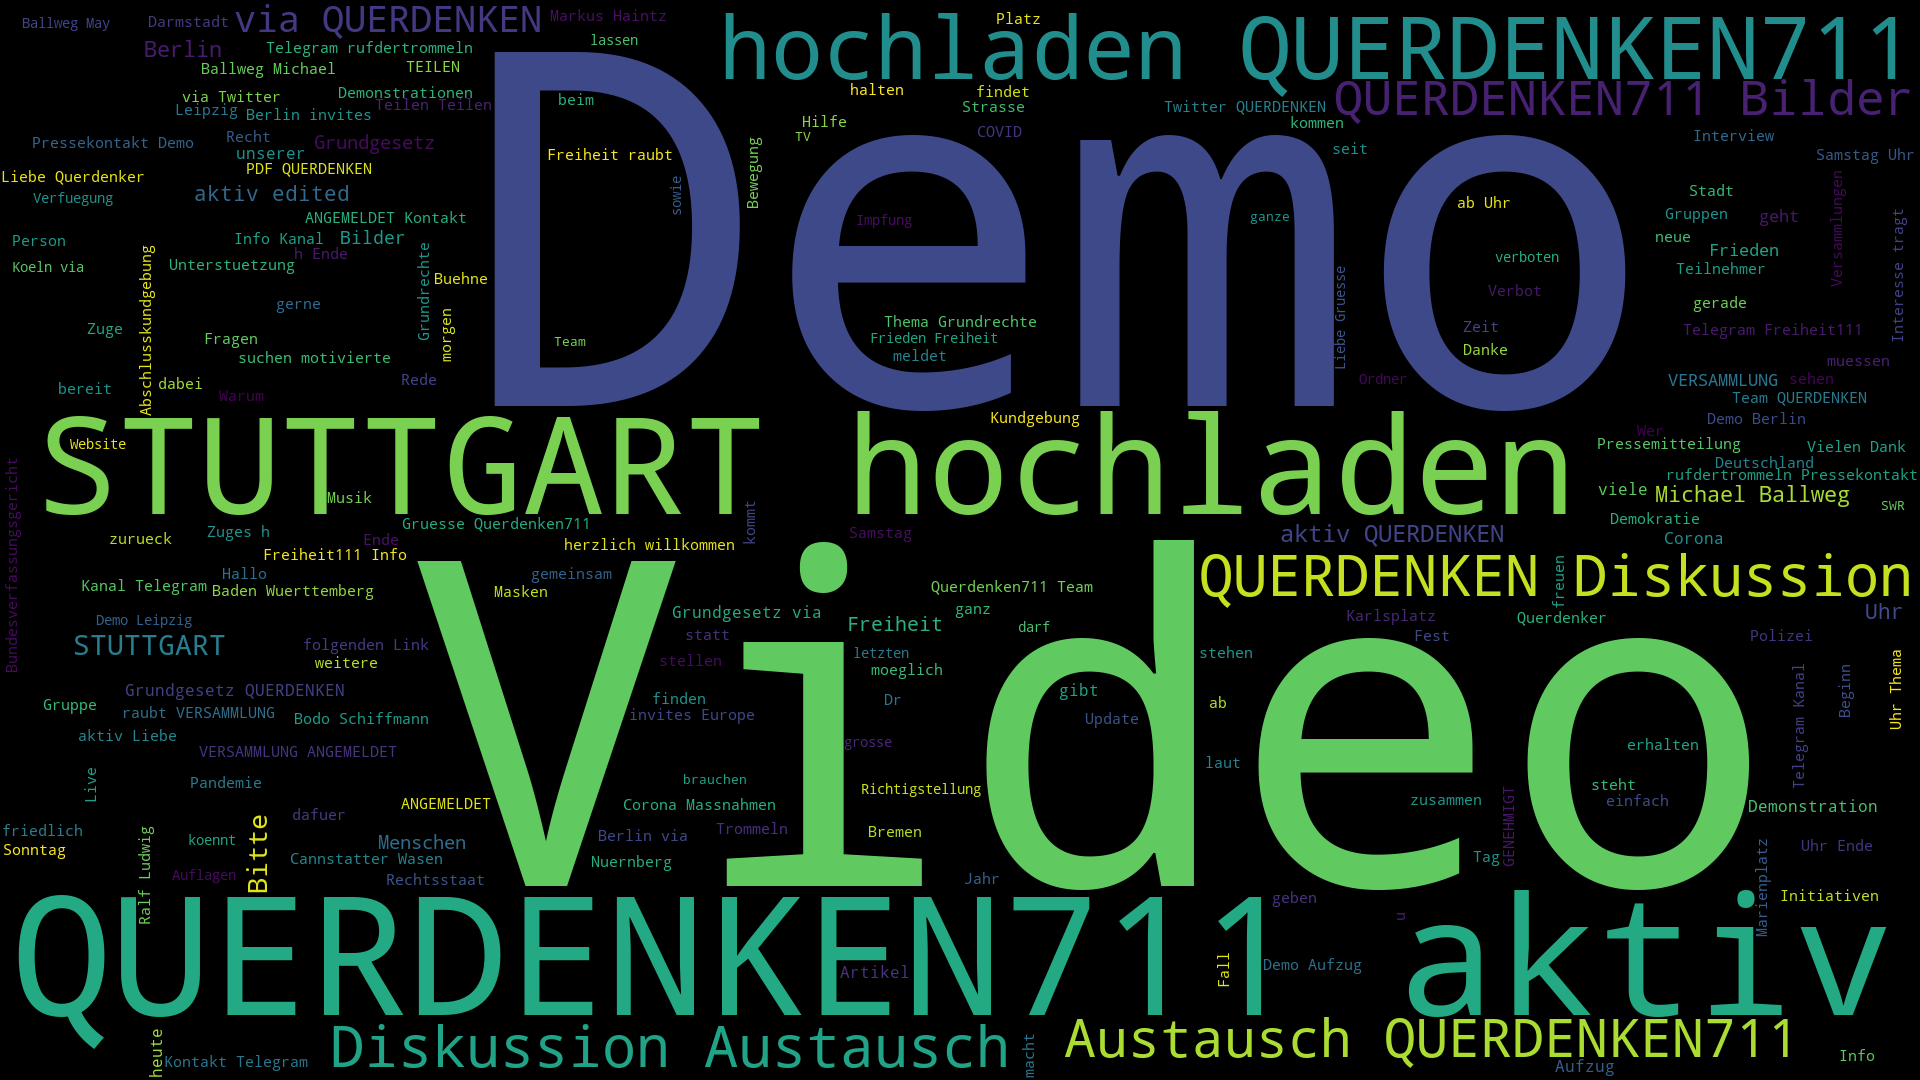 Ballweg May
Darmstadt
via QUERDENKEN
Markus Haintz
Platz
hochladen QUERDENKEN711
Berlin
Telegram rufdertrommeln
lassen
Ballweg Michael
TEILEN
Demo
via Twitter
Demonstrationen
beim
halten
findet
QUERDENKEN711 Bilder
Leipzig
Berlin invites
Teilen Teilen
Strasse
Twitter QUERDENKEN
Hilfe
kommen
Pressekontakt Demo
Recht
Grundgesetz
TV
COVID
Interview
unserer
Freiheit raubt
Bewegung
seit
Samstag Uhr
Liebe Querdenker
PDF QUERDENKEN
Verfuegung
aktiv edited
sowie
ab Uhr
Stadt
Versammlungen
ANGEMELDET Kontakt
Impfung
ganze
Gruppen
geht
Person
Info Kanal
Bilder
neue
Frieden
Interesse tragt
h Ende
verboten
Koeln via
Unterstuetzung
Teilnehmer
Abschlusskundgebung
Grundrechte
Buehne
Verbot
gerne
gerade
Zuge
morgen
Thema Grundrechte
Liebe Gruesse
Zeit
Telegram Freiheit111
Fragen
Team
Frieden Freiheit
suchen motivierte
meldet
Danke
muessen
bereit
dabei
Rede
Ordner
VERSAMMLUNG
sehen
Warum
Team QUERDENKEN
STUTTGART hochladen
Kundgebung
Demo Berlin
Website
Wer
Pressemitteilung
Vielen Dank
Deutschland
rufdertrommeln Pressekontakt
Bundesverfassungsgericht
Musik
viele
Michael Ballweg
SWR
Gruesse Querdenken711
kommt
Demokratie
zurueck
Zuges h
Ende
herzlich willkommen
Samstag
aktiv QUERDENKEN
Corona
Freiheit111 Info
Video
QUERDENKEN Diskussion
Hallo
gemeinsam
Kanal Telegram
Baden Wuerttemberg
Masken
Querdenken711 Team
freuen
Demo Leipzig
Grundgesetz via
Freiheit
ganz
Karlsplatz
Querdenker
Uhr
STUTTGART
folgenden Link
statt
darf
Fest
Polizei
weitere
stellen
letzten
moeglich
stehen
Grundgesetz QUERDENKEN
finden
Dr
gibt
ab
Telegram Kanal
Beginn
Uhr Thema
Gruppe
raubt VERSAMMLUNG
Bodo Schiffmann
invites Europe
Update
aktiv Liebe
VERSAMMLUNG ANGEMELDET
grosse
erhalten
Live
Pandemie
brauchen
Richtigstellung
laut
steht
ANGEMELDET
Corona Massnahmen
zusammen
einfach
Demonstration
dafuer
friedlich
koennt
Bitte
Menschen
Berlin via
Trommeln
Bremen
GENEHMIGT
Sonntag
Ralf Ludwig
Cannstatter Wasen
Nuernberg
Tag
Marienplatz
Uhr Ende
Auflagen
Rechtsstaat
Jahr
QUERDENKEN711 aktiv
geben
u
Initiativen
Artikel
Fall
Demo Aufzug
heute
Kontakt Telegram
Diskussion Austausch
macht
Austausch QUERDENKEN711
Aufzug
Info